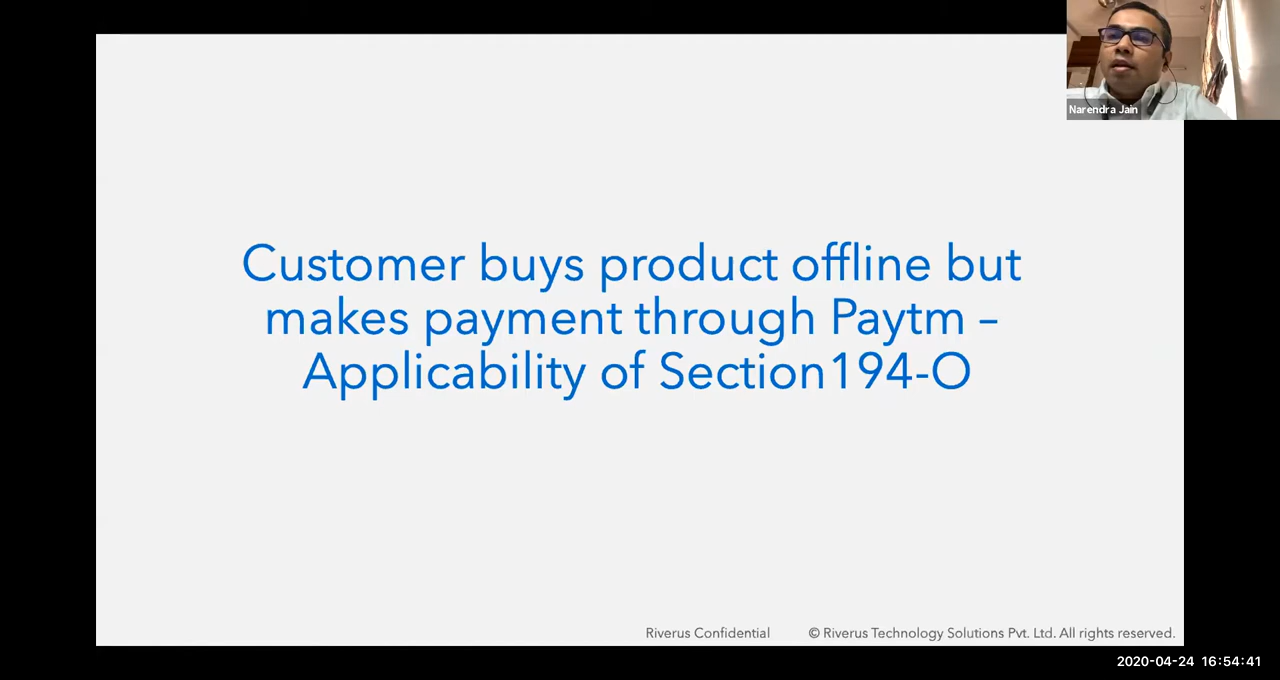 Narendra Jain
Customer buys product offline but
makes payment through Paytm –
Applicability of Section194-O
Riverus Confidential © Riverus Technology Solutions Pvt. Ltd. All rights reserved.
2020-04-24 16:54:41